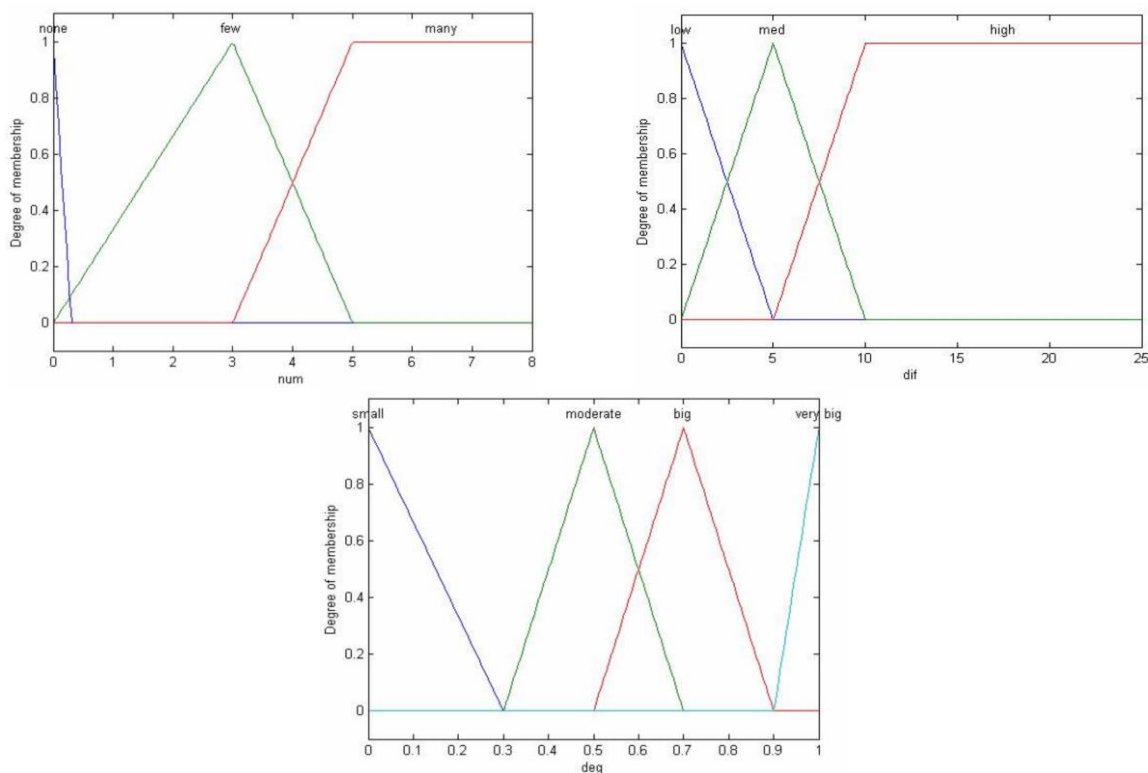 none few many
1
0.8
0.6
0.4
0.2
0
Degree of membership
0 1 2 3 4 5 6 7 8
num
low med high
1
0.8
0.6
0.4
0.2
0
Degree of membership
0 5 10 15 20 25
dif
small moderate big very big
1
0.8
0.6
0.4
0.2
0
Degree of membership
0 0.1 0.2 0.3 0.4 0.5 0.6 0.7 0.8 0.9 1
deg